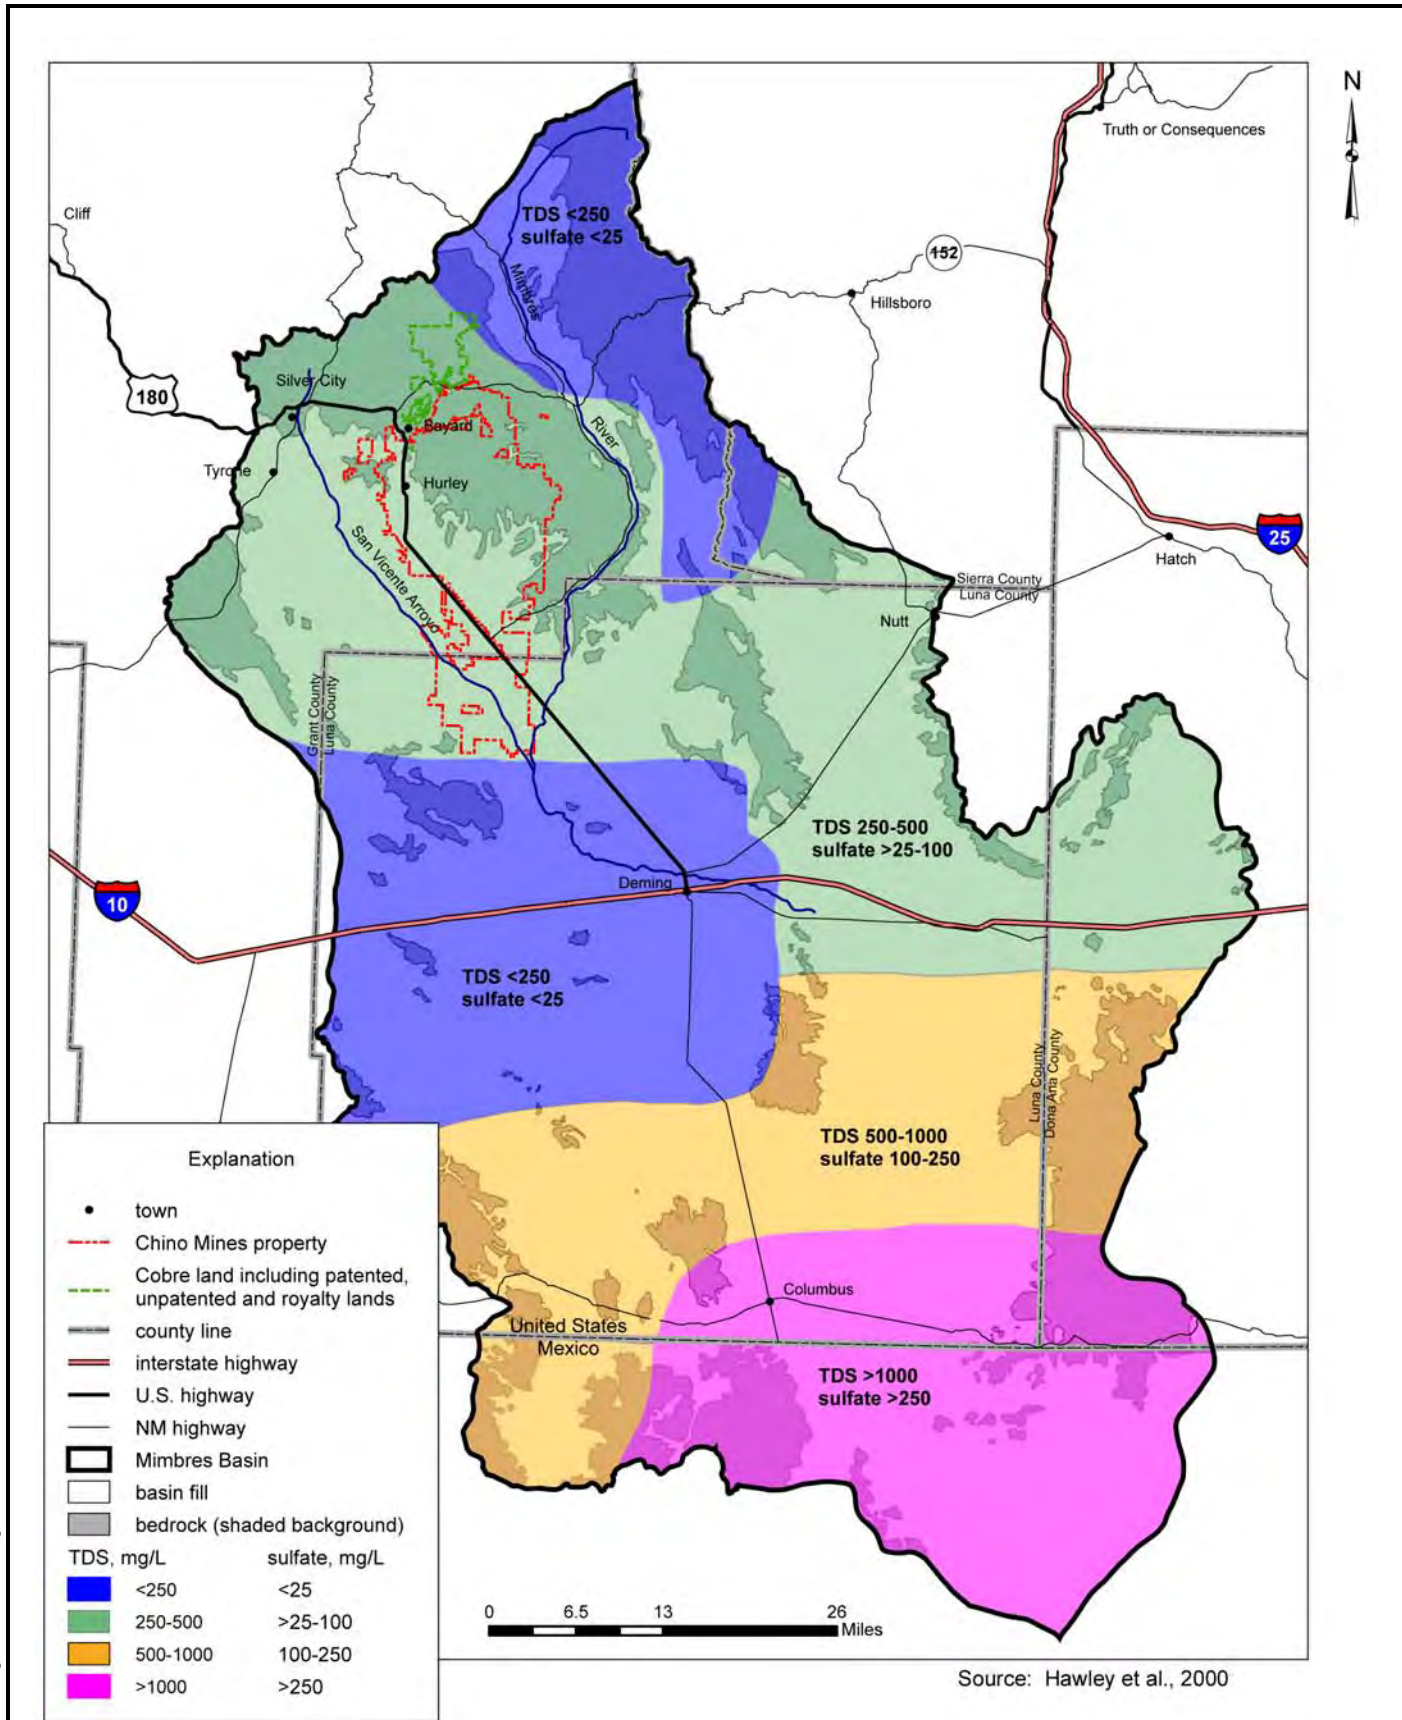 N
Truth or Consequences
Cliff
TDS <250
sulfate <25
152
Mimbres
Hillsboro
180
Silver City
River
Bayard
Tyrone
Hurley
25
San Vicente Arroyo
Hatch
Sierra County
Luna County
Nutt
Grant County
Luna County
TDS 250-500
sulfate >25-100
Deming
10
TDS <250
sulfate <25
Luna County
Dona Ana County
TDS 500-1000
sulfate 100-250
Columbus
United States
Mexico
TDS >1000
sulfate >250
Explanation
town
Chino Mines property
Cobre land including patented,
unpatented and royalty lands
county line
interstate highway
U.S. highway
NM highway
Mimbres Basin
basin fill
bedrock (shaded background)
TDS, mg/L sulfate, mg/L
<250 <25
250-500 >25-100
500-1000 100-250
>1000 >250
0 6.5 13 26
Miles
Source: Hawley et al., 2000